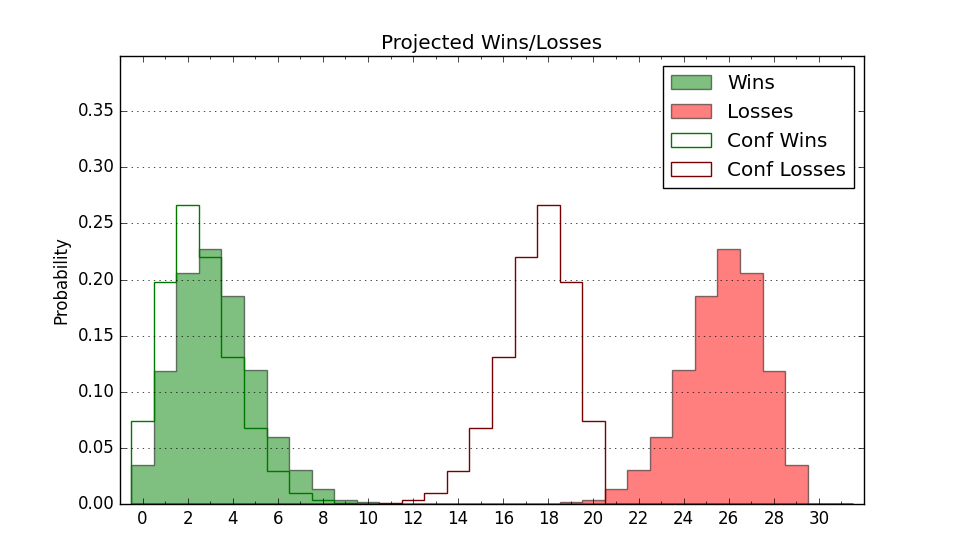 Projected Wins/Losses
Wins
Losses
Conf Wins
Conf Losses
Probability
0.35
0.30
0.25
0.20
0.15
0.10
0.05
0.00
0 2 4 6 8 10 12 14 16 18 20 22 24 26 28 30